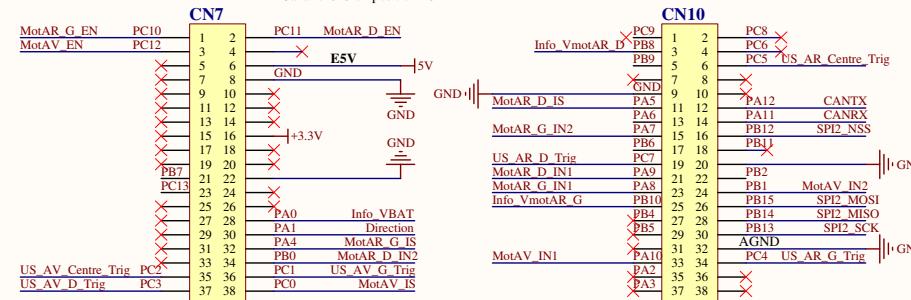 CN7
CN10
MotAR_G_EN PC10 1 2 PC11 MotAR_D_EN
MotAV_EN PC12 3 4
5 6 E5V 5V
7 8 GND
9 10
11 12 GND
13 14
15 16 +3.3V
17 18 GND
19 20
PB7 21 22
PC13 23 24
25 26
27 28 PA0 Info_VBAT
29 30 PA1 Direction
31 32 PA4 MotAR_G_IS
33 34 PB0 MotAR_D_IN2
US_AV_Centre_Trig PC2 35 36 PC1 US_AV_G_Trig
US_AV_D_Trig PC3 37 38 PC0 MotAV_IS
PC9 1 2 PC8
Info_VmotAR_D PB8 3 4 PC6
PB9 5 6 PC5 US_AR_Centre_Trig
7 8
GND GND 9 10
MotAR_D_IS PA5 11 12 PA12 CANTX
PA6 13 14 PA11 CANRX
MotAR_G_IN2 PA7 15 16 PB12 SPI2_NSS
PB6 17 18 PB11
US_AR_D_Trig PC7 19 20
MotAR_D_IN1 PA9 21 22 PB2
MotAR_G_IN1 PA8 23 24 PB1 MotAV_IN2
Info_VmotAR_G PB10 25 26 PB15 SPI2_MOSI
PB4 27 28 PB14 SPI2_MISO
PB5 29 30 PB13 SPI2_SCK
31 32 AGND
MotAV_IN1 PA10 33 34 PC4 US_AR_G_Trig
PA2 35 36
PA3 37 38